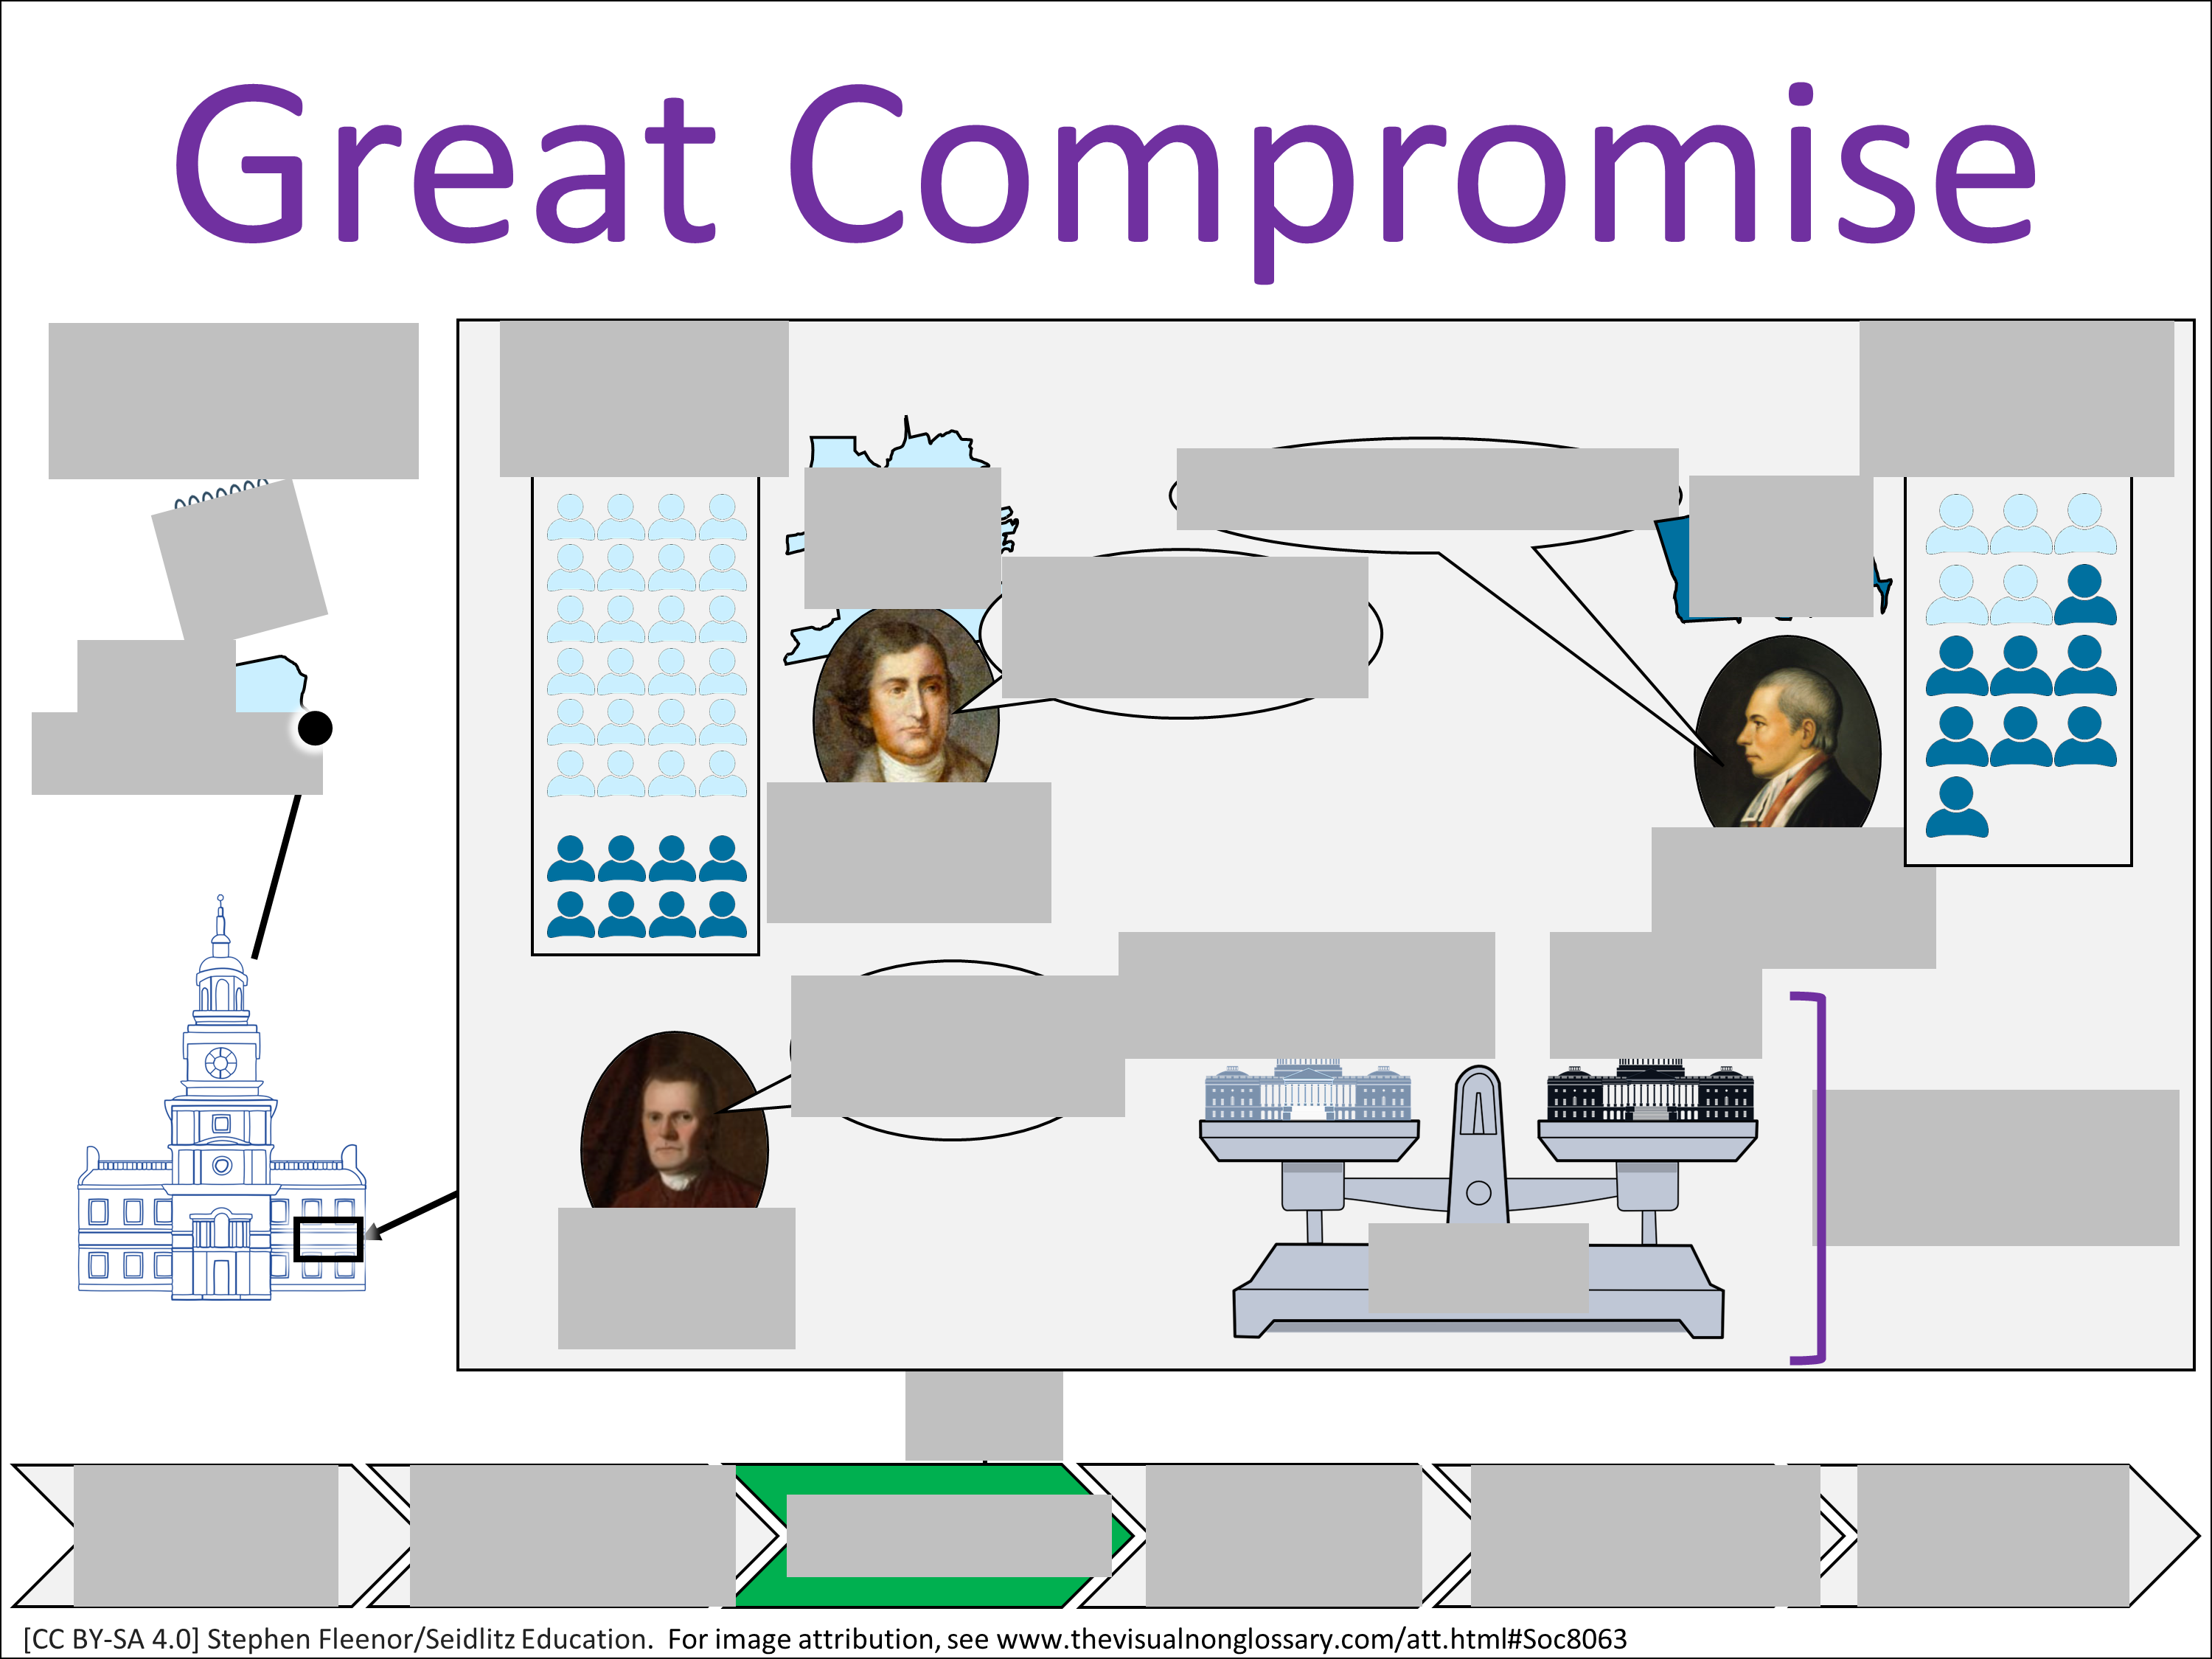 Great Compromise
[CC BY-SA 4.0] Stephen Fleenor/Seidlitz Education.  For image attribution, see www.thevisualnonglossary.com/att.html#Soc8063